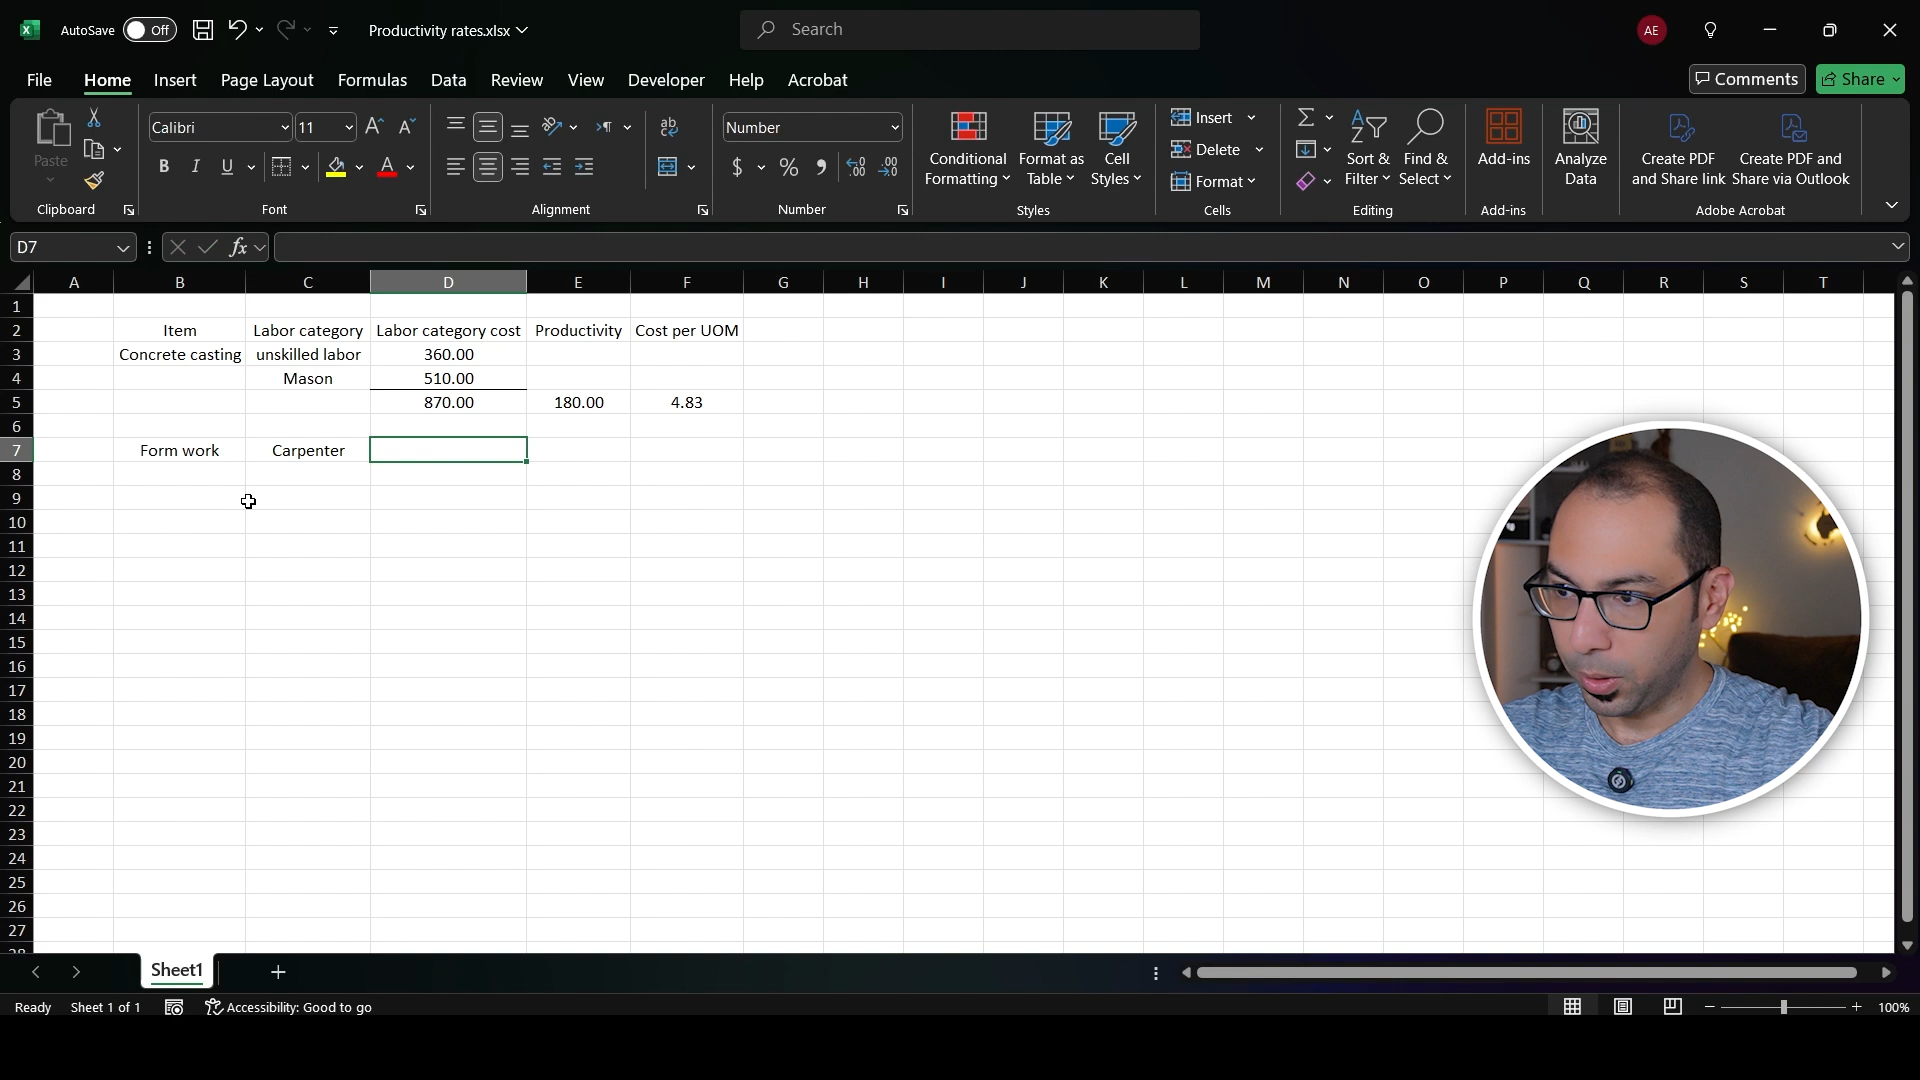 AutoSave Off Productivity rates.xlsx Search AE
File Home Insert Page Layout Formulas Data Review View Developer Help Acrobat Comments Share
Paste Clipboard
Calibri 11 B I U A Font
Alignment
Number $ % Number
Conditional Formatting Format as Table Cell Styles Styles
Insert Delete Format Cells
Sort & Filter Find & Select Editing
Add-ins Add-ins
Analyze Data
Create PDF and Share link Create PDF and Share via Outlook Adobe Acrobat
D7 fx
A B C D E F G H I J K L M N O P Q R S T
1
2 Item Labor category Labor category cost Productivity Cost per UOM
3 Concrete casting unskilled labor 360.00
4 Mason 510.00
5 870.00 180.00 4.83
6
7 Form work Carpenter
8
9
10
11
12
13
14
15
16
17
18
19
20
21
22
23
24
25
26
27
28
Sheet1
Ready Sheet 1 of 1 Accessibility: Good to go 100%